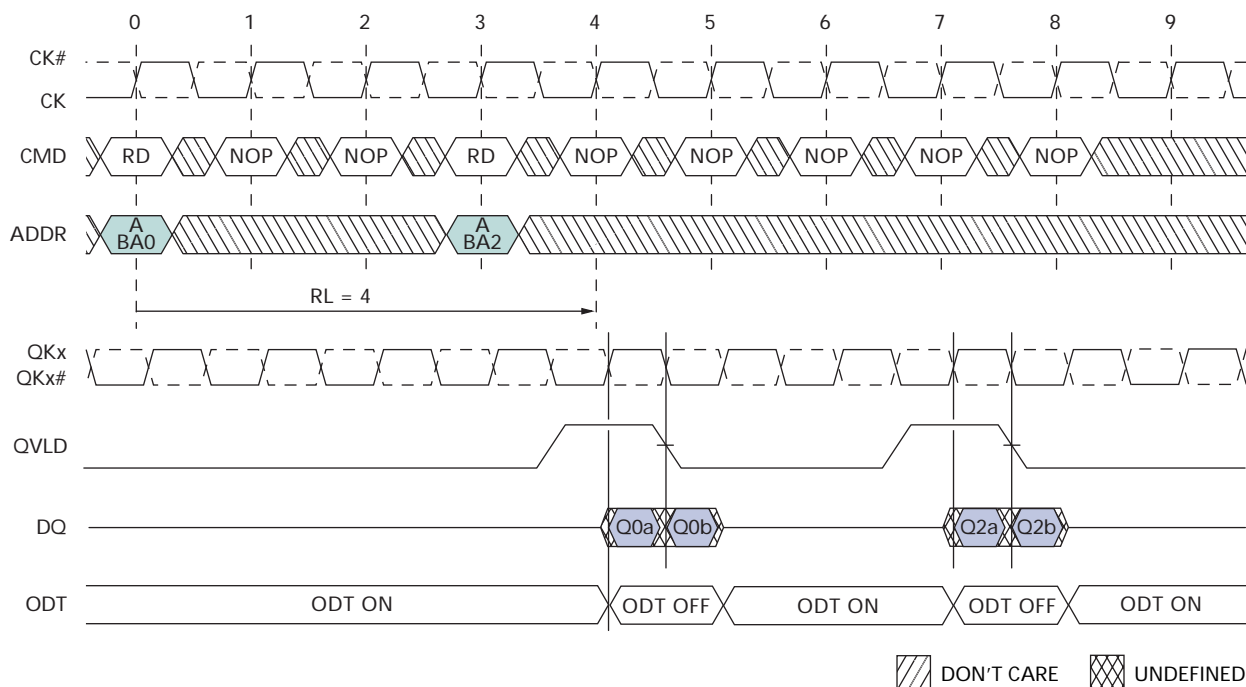 0 1 2 3 4 5 6 7 8 9
CK#
CK
CMD RD NOP NOP RD NOP NOP NOP NOP NOP
ADDR A BA0 A BA2
RL = 4
QKx
QKx#
QVLD
DQ Q0a Q0b Q2a Q2b
ODT ODT ON ODT OFF ODT ON ODT OFF ODT ON
DON'T CARE UNDEFINED